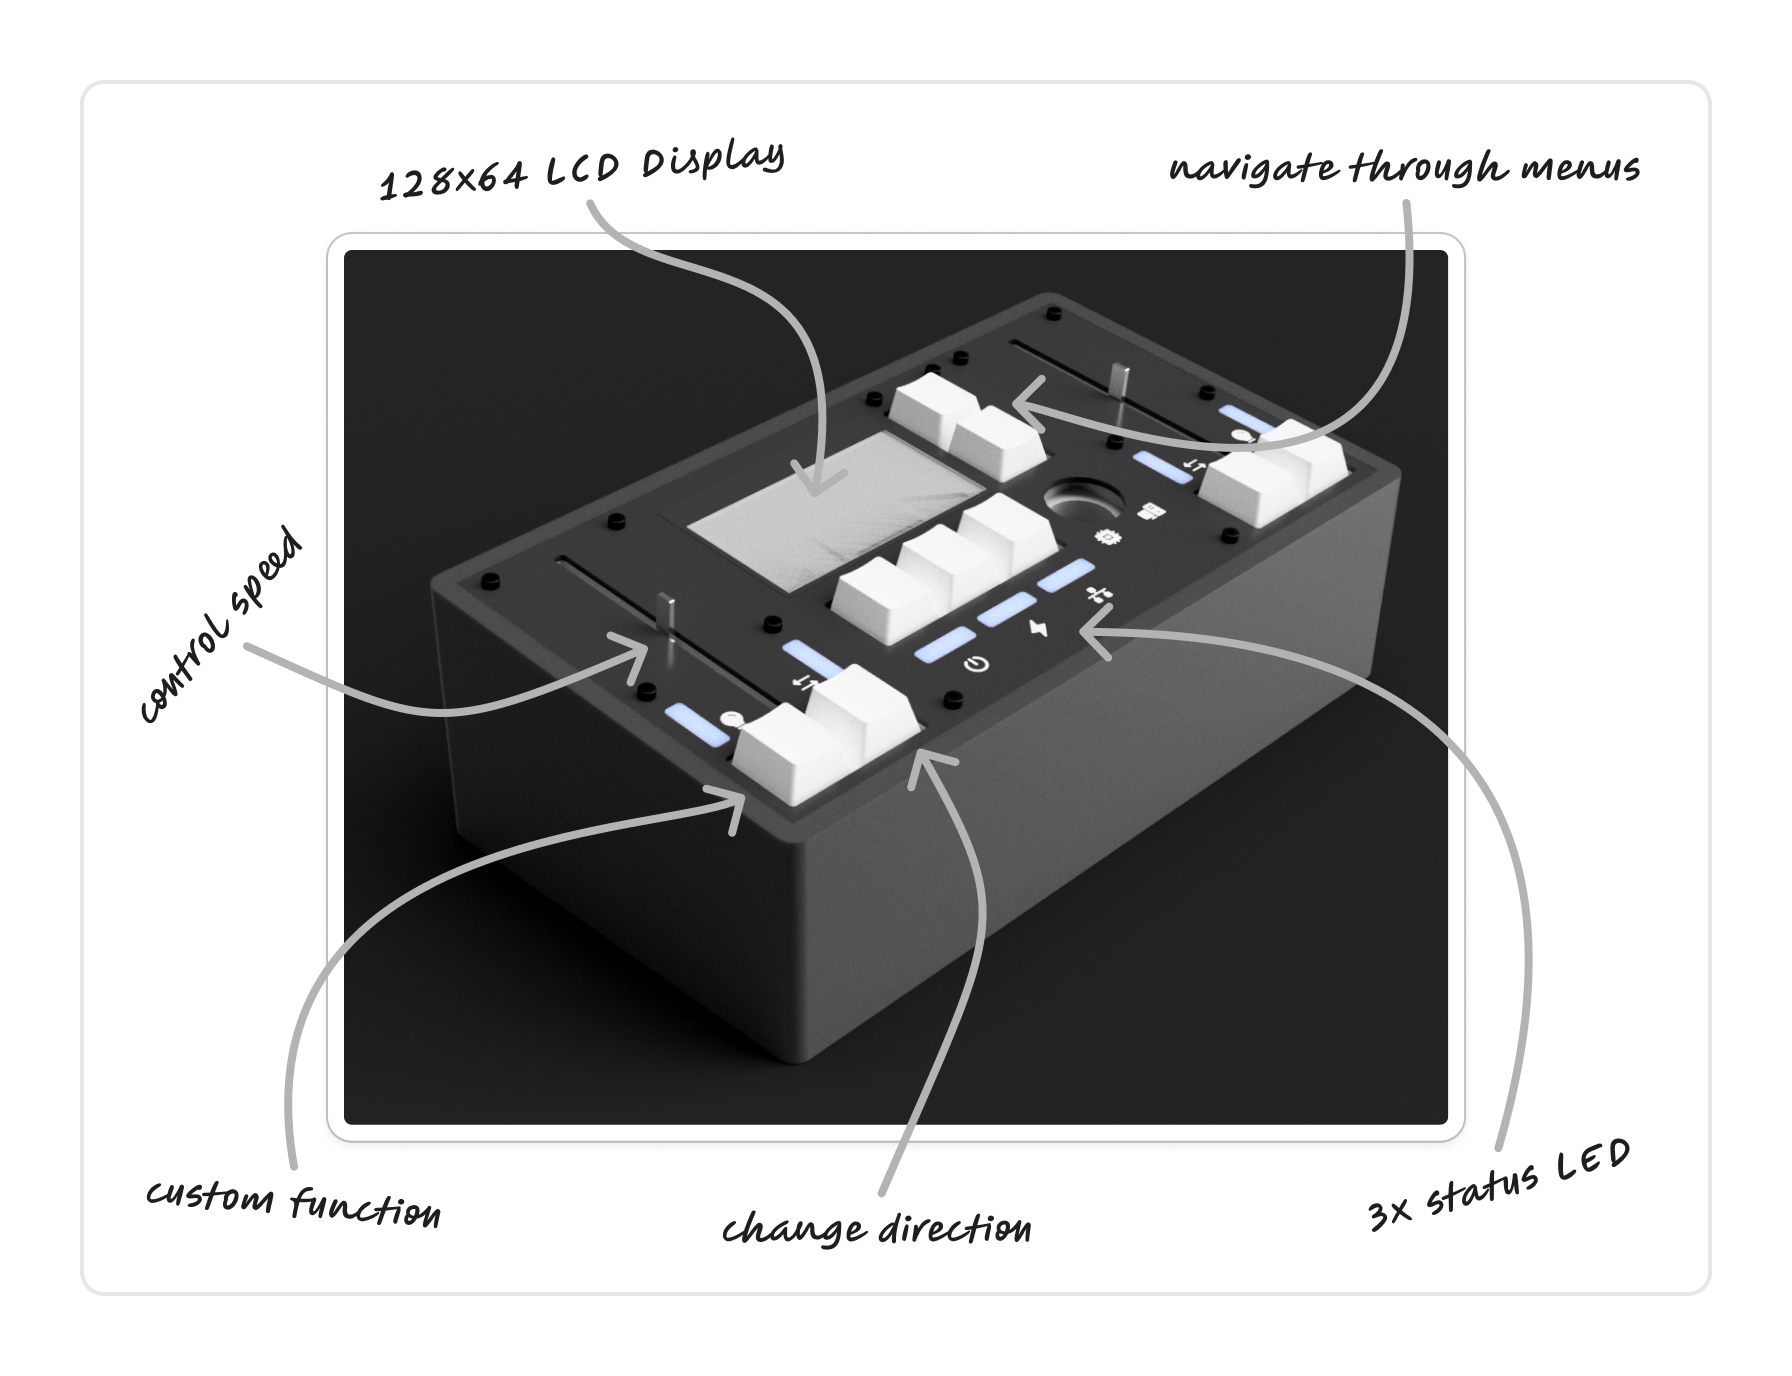 128x64 LCD Display
navigate through menus
control speed
custom function
change direction
3x status LED